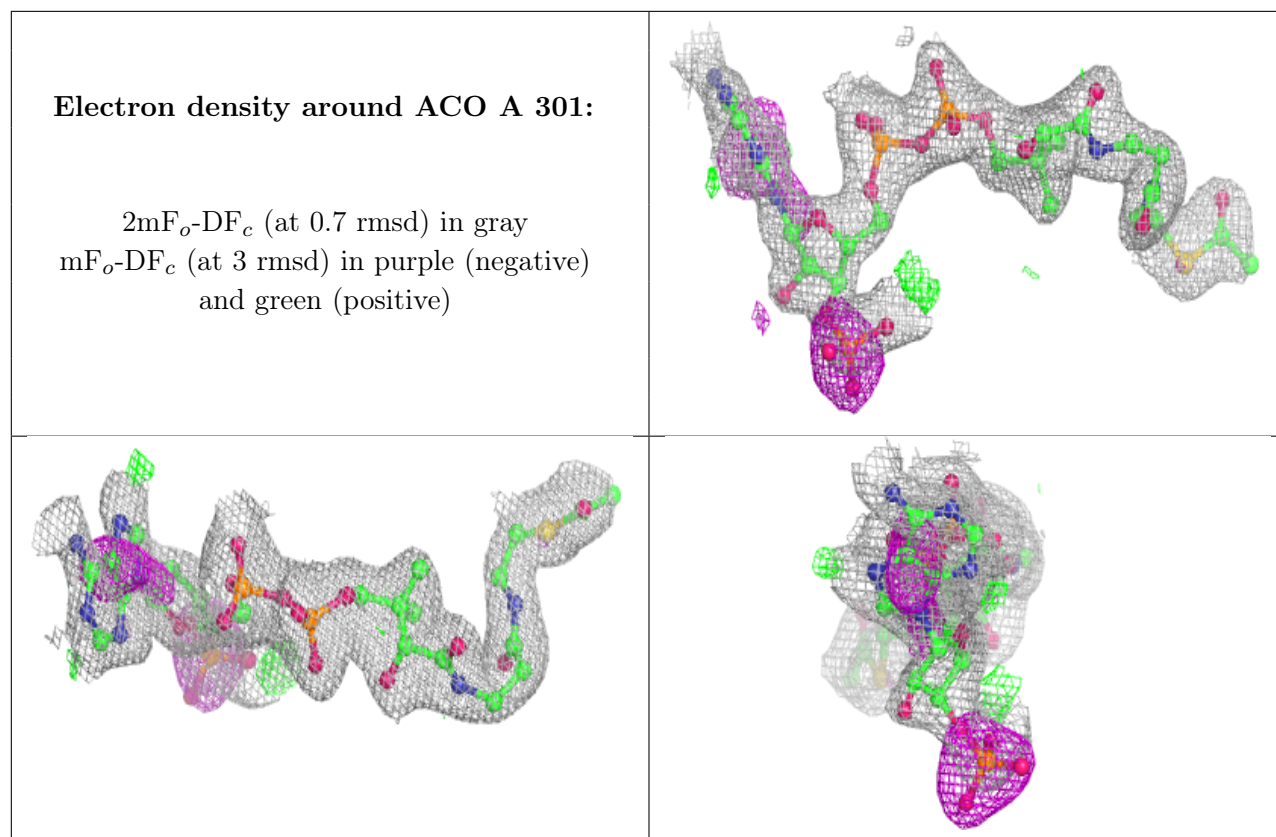 Electron density around ACO A 301:
2mFo-DFc (at 0.7 rmsd) in gray
mFo-DFc (at 3 rmsd) in purple (negative)
and green (positive)